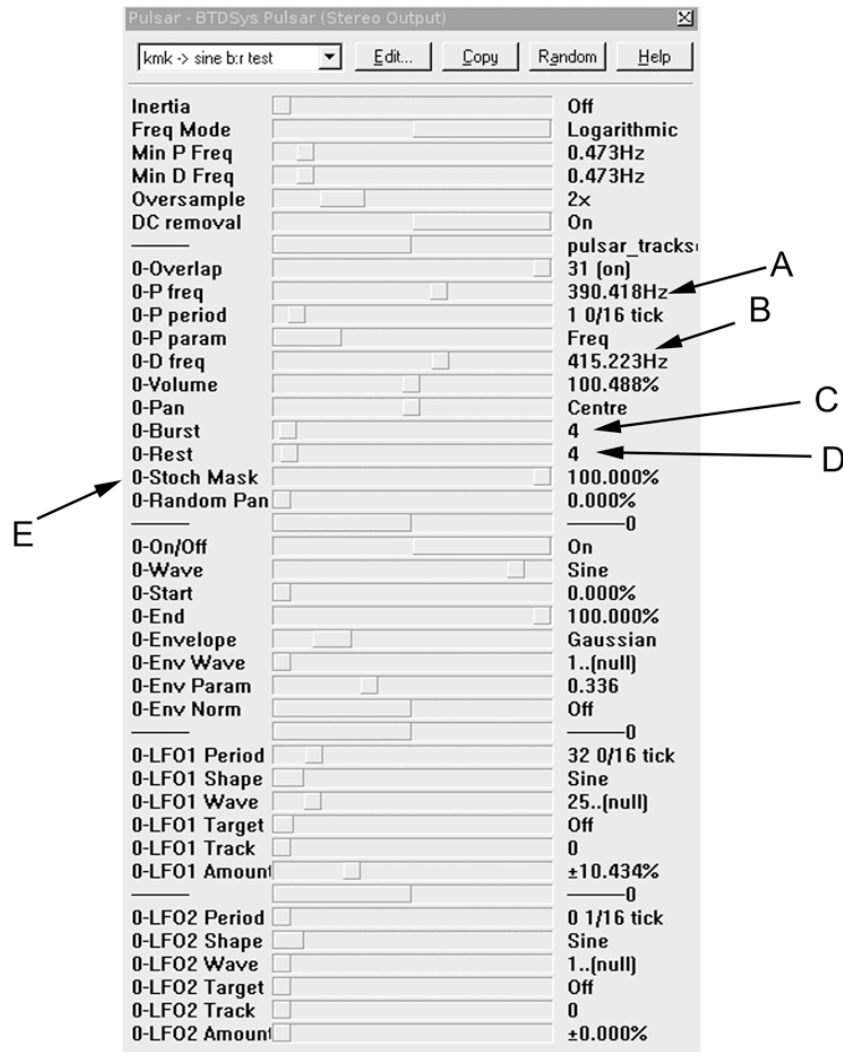 Pulsar - BTDSys Pulsar (Stereo Output)
kmk -> sine b:r test Edit... Copy Random Help
Inertia Off
Freq Mode Logarithmic
Min P Freq 0.473Hz
Min D Freq 0.473Hz
Oversample 2x
DC removal On
——— pulsar_trackse
0-Overlap 31 (on)
A
0-P freq 390.418Hz
0-P period 1 0/16 tick
B
0-P param Freq
0-D freq 415.223Hz
0-Volume 100.488%
0-Pan Centre
C
0-Burst 4
0-Rest 4
D
0-Stoch Mask 100.000%
0-Random Pan 0.000%
E
——— ———0
0-On/Off On
0-Wave Sine
0-Start 0.000%
0-End 100.000%
0-Envelope Gaussian
0-Env Wave 1..(null)
0-Env Param 0.336
0-Env Norm Off
——— ———0
0-LFO1 Period 32 0/16 tick
0-LFO1 Shape Sine
0-LFO1 Wave 25..(null)
0-LFO1 Target Off
0-LFO1 Track 0
0-LFO1 Amount ±10.434%
——— ———0
0-LFO2 Period 0 1/16 tick
0-LFO2 Shape Sine
0-LFO2 Wave 1..(null)
0-LFO2 Target Off
0-LFO2 Track 0
0-LFO2 Amount ±0.000%